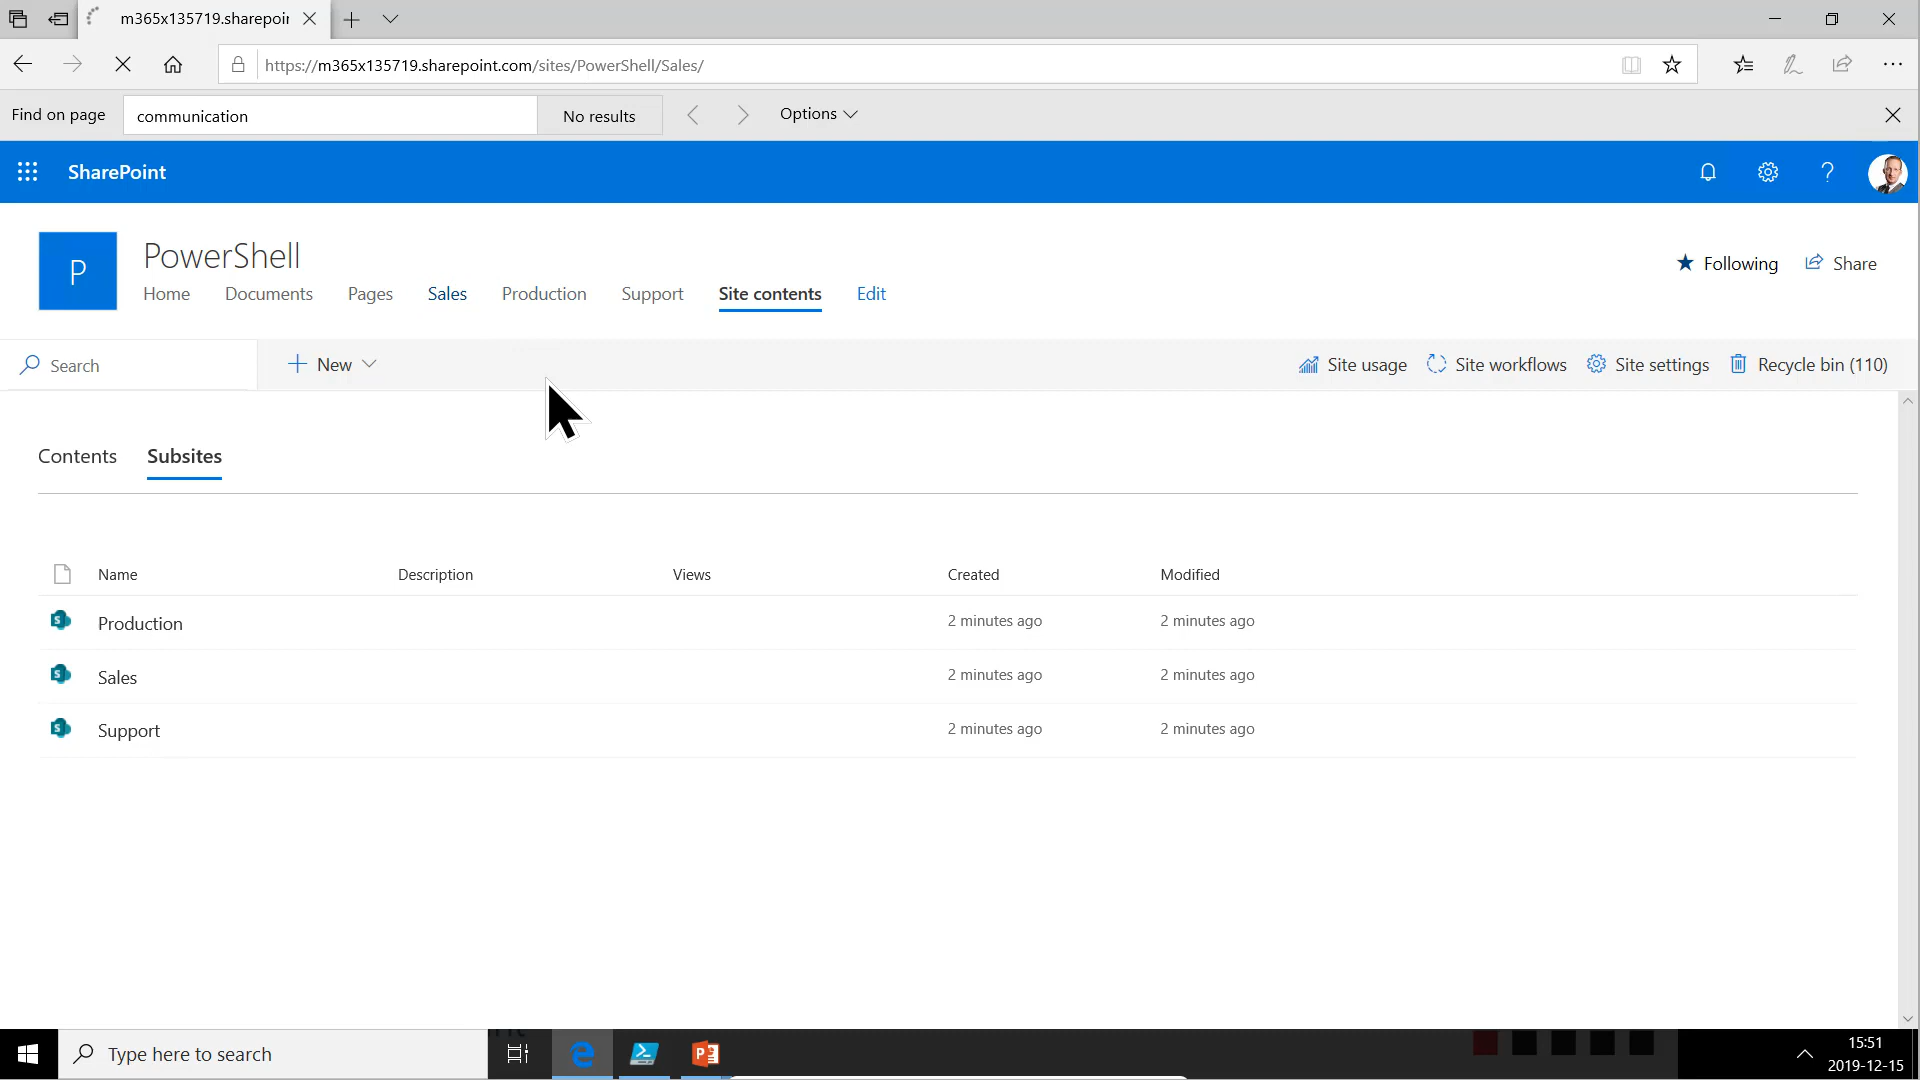 m365x135719.sharepoin
https://m365x135719.sharepoint.com/sites/PowerShell/Sales/
Find on page
communication
No results
Options
SharePoint
P
PowerShell
Following
Share
Home
Documents
Pages
Sales
Production
Support
Site contents
Edit
Search
New
Site usage
Site workflows
Site settings
Recycle bin (110)
Contents
Subsites
Name
Description
Views
Created
Modified
Production
2 minutes ago
2 minutes ago
Sales
2 minutes ago
2 minutes ago
Support
2 minutes ago
2 minutes ago
Type here to search
15:51
2019-12-15